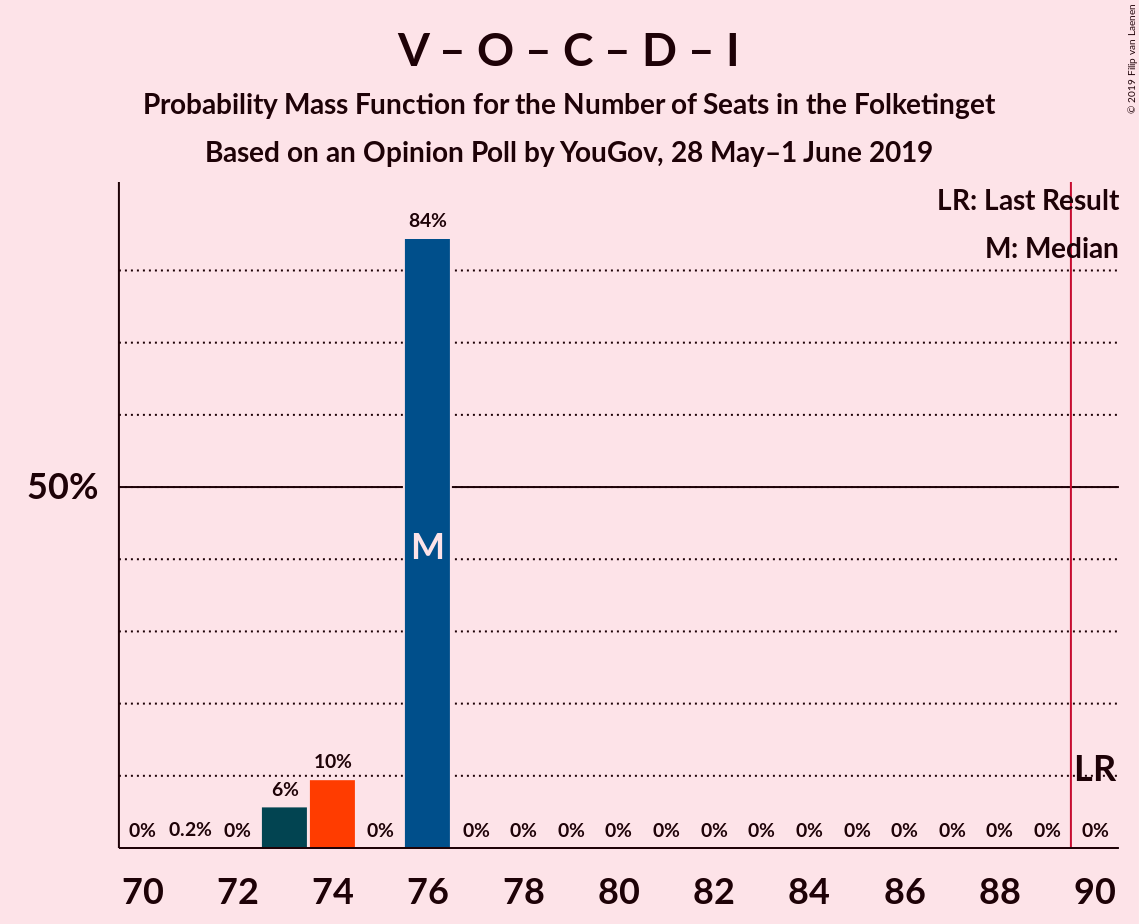 V – O – C – D – I
Probability Mass Function for the Number of Seats in the Folketinget
Based on an Opinion Poll by YouGov, 28 May–1 June 2019
© 2019 Filip van Laenen
LR: Last Result
M: Median
84%
50%
M
10%
6%
LR
0% 0.2% 0% 0% 0% 0% 0% 0% 0% 0% 0% 0% 0% 0% 0% 0% 0% 0%
70 72 74 76 78 80 82 84 86 88 90